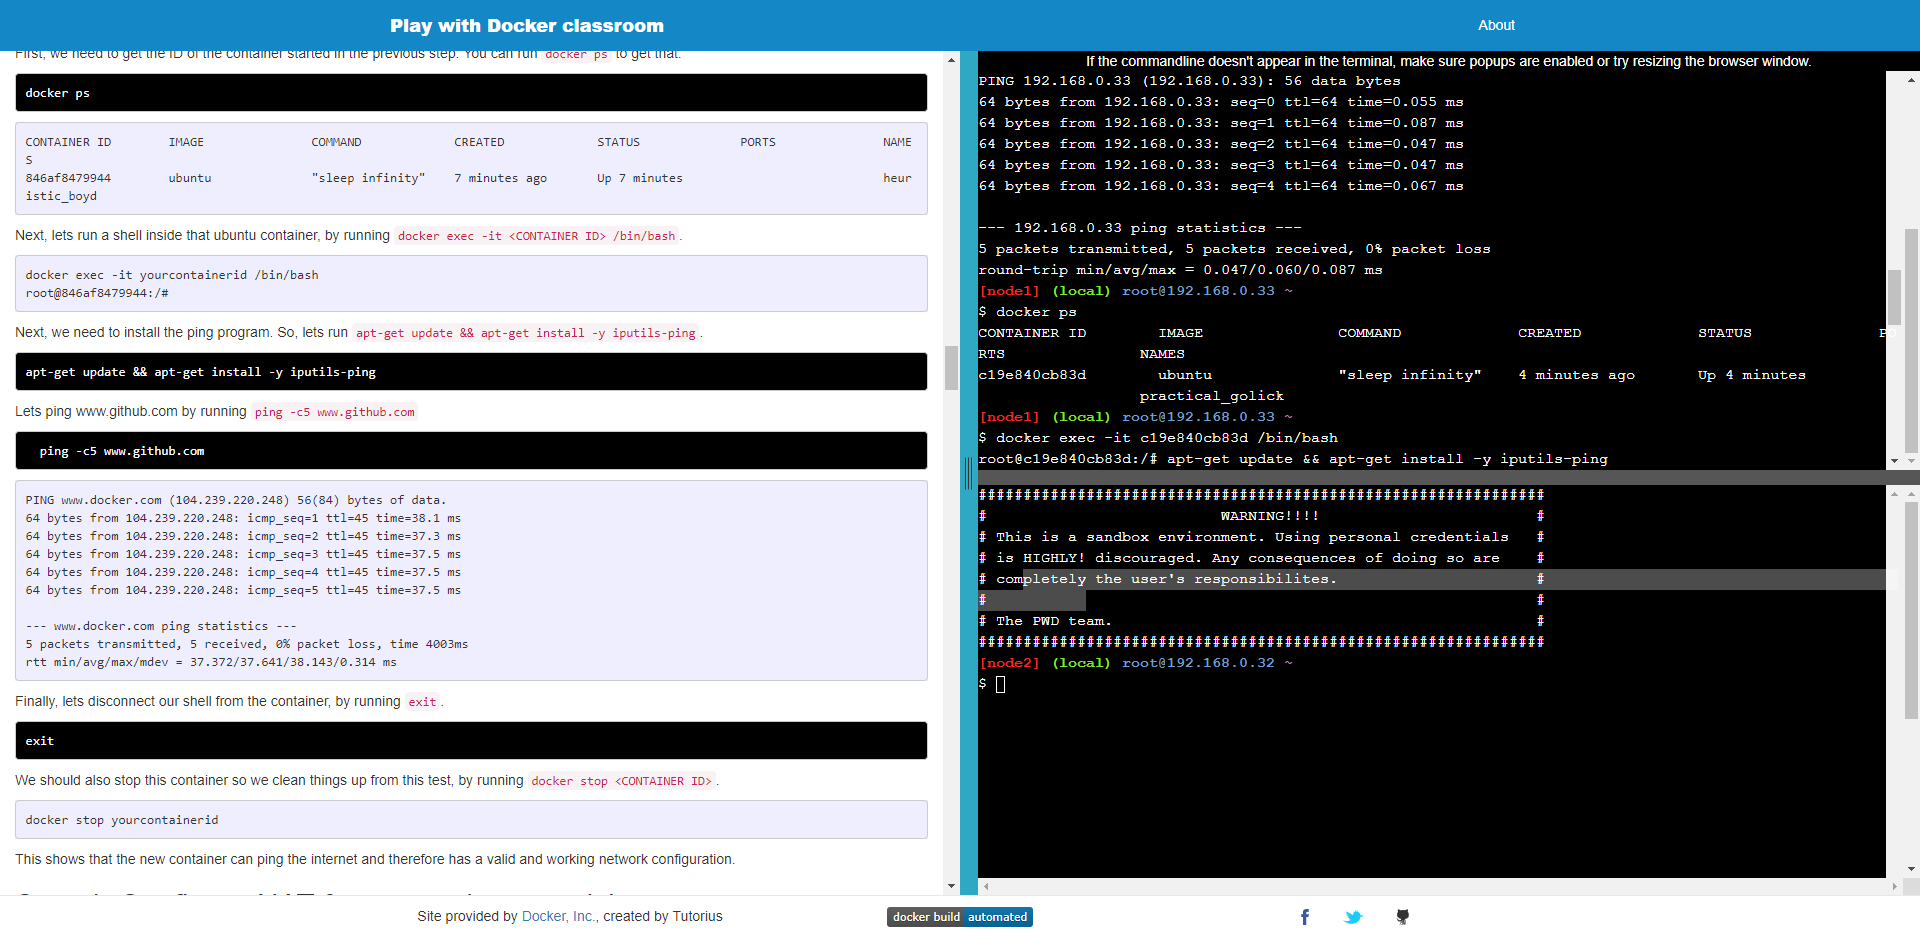 Play with Docker classroom
About
First, we need to get the ID of the container started in the previous step. You can run docker ps to get that.
docker ps
CONTAINER ID        IMAGE               COMMAND             CREATED             STATUS              PORTS               NAME
S
846af8479944        ubuntu              "sleep infinity"    7 minutes ago       Up 7 minutes                            heur
istic_boyd
Next, lets run a shell inside that ubuntu container, by running docker exec -it <CONTAINER ID> /bin/bash.
docker exec -it yourcontainerid /bin/bash
root@846af8479944:/#
Next, we need to install the ping program. So, lets run apt-get update && apt-get install -y iputils-ping.
apt-get update && apt-get install -y iputils-ping
Lets ping www.github.com by running ping -c5 www.github.com
ping -c5 www.github.com
PING www.docker.com (104.239.220.248) 56(84) bytes of data.
64 bytes from 104.239.220.248: icmp_seq=1 ttl=45 time=38.1 ms
64 bytes from 104.239.220.248: icmp_seq=2 ttl=45 time=37.3 ms
64 bytes from 104.239.220.248: icmp_seq=3 ttl=45 time=37.5 ms
64 bytes from 104.239.220.248: icmp_seq=4 ttl=45 time=37.5 ms
64 bytes from 104.239.220.248: icmp_seq=5 ttl=45 time=37.5 ms
--- www.docker.com ping statistics ---
5 packets transmitted, 5 received, 0% packet loss, time 4003ms
rtt min/avg/max/mdev = 37.372/37.641/38.143/0.314 ms
Finally, lets disconnect our shell from the container, by running exit.
exit
We should also stop this container so we clean things up from this test, by running docker stop <CONTAINER ID>.
docker stop yourcontainerid
This shows that the new container can ping the internet and therefore has a valid and working network configuration.
If the commandline doesn't appear in the terminal, make sure popups are enabled or try resizing the browser window.
PING 192.168.0.33 (192.168.0.33): 56 data bytes
64 bytes from 192.168.0.33: seq=0 ttl=64 time=0.055 ms
64 bytes from 192.168.0.33: seq=1 ttl=64 time=0.087 ms
64 bytes from 192.168.0.33: seq=2 ttl=64 time=0.047 ms
64 bytes from 192.168.0.33: seq=3 ttl=64 time=0.047 ms
64 bytes from 192.168.0.33: seq=4 ttl=64 time=0.067 ms
--- 192.168.0.33 ping statistics ---
5 packets transmitted, 5 packets received, 0% packet loss
round-trip min/avg/max = 0.047/0.060/0.087 ms
[node1] (local) root@192.168.0.33 ~
$ docker ps
CONTAINER ID        IMAGE               COMMAND             CREATED             STATUS              PO
RTS               NAMES
c19e840cb83d        ubuntu              "sleep infinity"    4 minutes ago       Up 4 minutes
practical_golick
[node1] (local) root@192.168.0.33 ~
$ docker exec -it c19e840cb83d /bin/bash
root@c19e840cb83d:/# apt-get update && apt-get install -y iputils-ping
###############################################################
#                          WARNING!!!!                        #
# This is a sandbox environment. Using personal credentials   #
# is HIGHLY! discouraged. Any consequences of doing so are    #
# completely the user's responsibilites.                      #
#                                                             #
# The PWD team.                                               #
###############################################################
[node2] (local) root@192.168.0.32 ~
$
Site provided by Docker, Inc., created by Tutorius
docker build automated